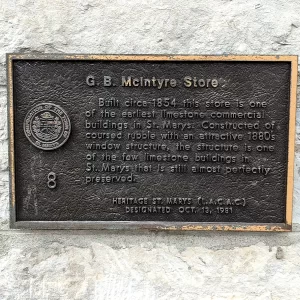 G. B. McIntyre Store
Built circa 1854 this store is one
of the earliest limestone commercial
buildings in St. Marys. Constructed of
coursed rubble with an attractive 1880s
window structure, the structure is one
of the few limestone buildings in
St. Marys that is still almost perfectly
preserved.
8
HERITAGE ST. MARYS (L.A.C.A.C.)
DESIGNATED OCT. 13, 1981